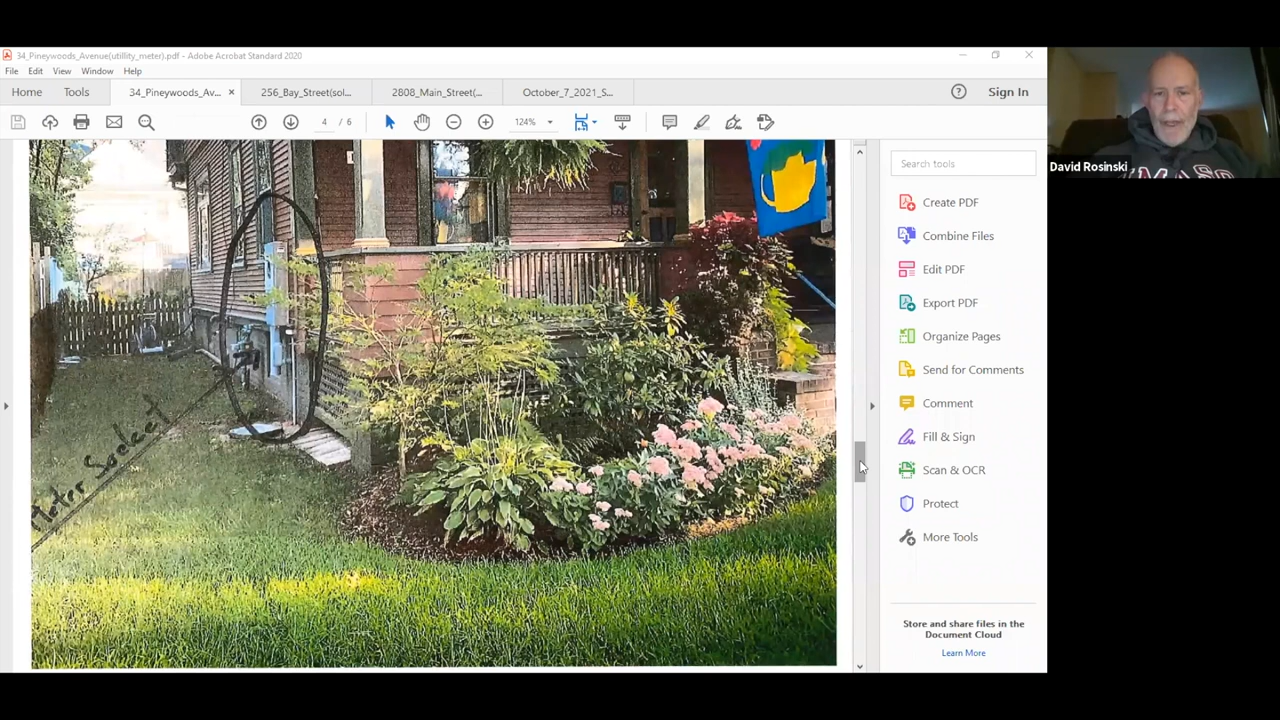 34_Pineywoods_Avenue(utillity_meter).pdf - Adobe Acrobat Standard 2020
File Edit View Window Help
Home Tools 34_Pineywoods_Av... × 256_Bay_Street(sol... 2808_Main_Street(... October_7_2021_S... Sign In
4 / 6 124%
Search tools
Create PDF
Combine Files
Edit PDF
Export PDF
Organize Pages
Send for Comments
Comment
Fill & Sign
Scan & OCR
Protect
More Tools
Store and share files in the
Document Cloud
Learn More
Meter Socket
David Rosinski